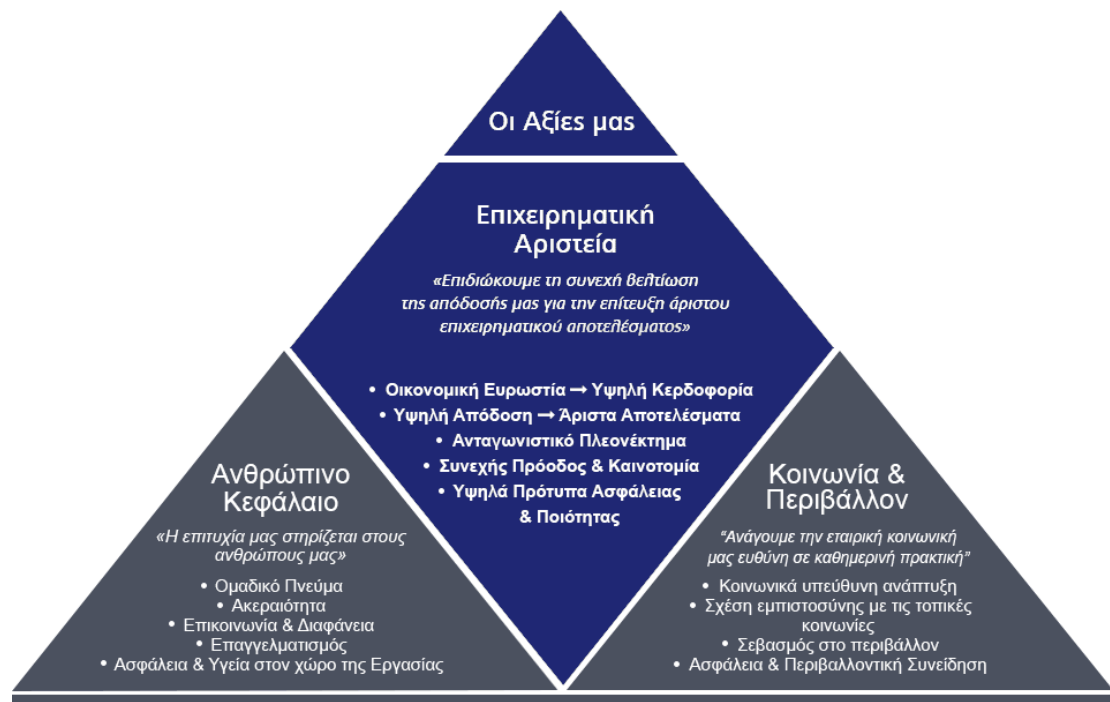 Οι Αξίες μας
Επιχειρηματική
Αριστεία
«Επιδιώκουμε τη συνεχή βελτίωση
της απόδοσής μας για την επίτευξη άριστου
επιχειρηματικού αποτελέσματος»
• Οικονομική Ευρωστία → Υψηλή Κερδοφορία
• Υψηλή Απόδοση → Άριστα Αποτελέσματα
• Ανταγωνιστικό Πλεονέκτημα
• Συνεχής Πρόοδος & Καινοτομία
• Υψηλά Πρότυπα Ασφάλειας
& Ποιότητας
Ανθρώπινο
Κεφάλαιο
«Η επιτυχία μας στηρίζεται στους
ανθρώπους μας»
• Ομαδικό Πνεύμα
• Ακεραιότητα
• Επικοινωνία & Διαφάνεια
• Επαγγελματισμός
• Ασφάλεια & Υγεία στον χώρο της Εργασίας
Κοινωνία &
Περιβάλλον
“Ανάγουμε την εταιρική κοινωνική
μας ευθύνη σε καθημερινή πρακτική”
• Κοινωνικά υπεύθυνη ανάπτυξη
• Σχέση εμπιστοσύνης με τις τοπικές
κοινωνίες
• Σεβασμός στο περιβάλλον
• Ασφάλεια & Περιβαλλοντική Συνείδηση